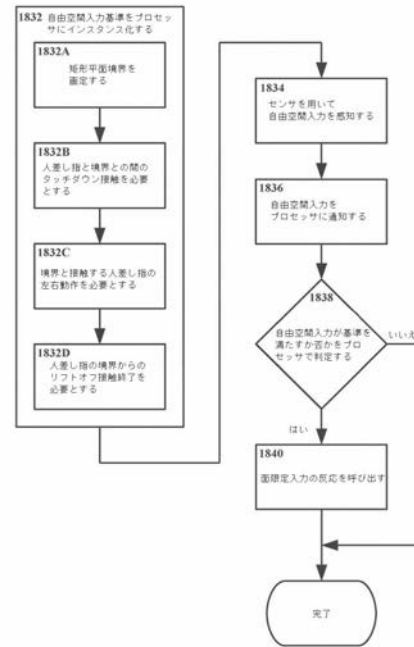 1832 自由空間入力基準をプロセッ
サにインスタンス化する
1832A
矩形平面境界を
画定する
1832B
人差し指と境界との間の
タッチダウン接触を必要
とする
1832C
境界と接触する人差し指の
左右動作を必要とする
1832D
人差し指の境界からの
リフトオフ接触終了を
必要とする
1834
センサを用いて
自由空間入力を感知する
1836
自由空間入力を
プロセッサに通知する
1838
自由空間入力が基準を
満たすか否かをプロ
セッサで判定する
いいえ
はい
1840
面限定入力の反応を呼び出す
完了